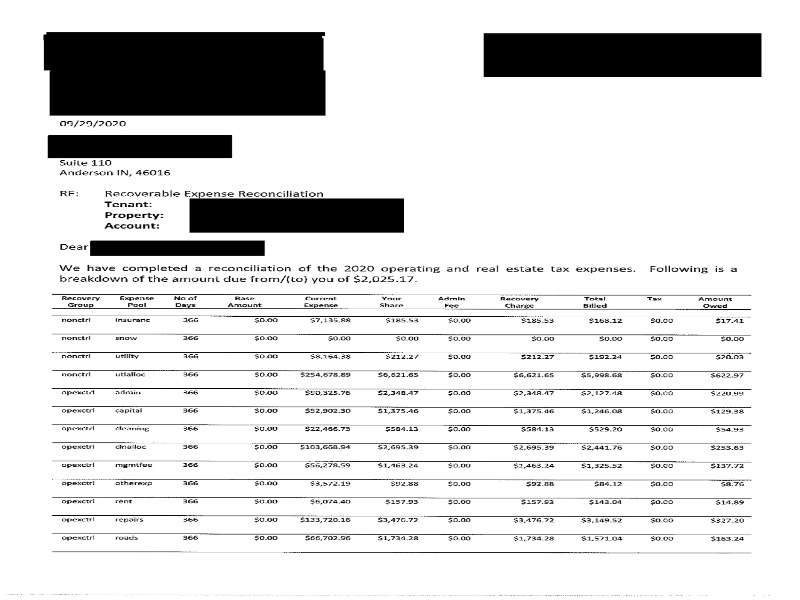 09/29/2020
Suite 110
Anderson IN, 46016
RE: Recoverable Expense Reconciliation
Tenant:
Property:
Account:
Dear
We have completed a reconciliation of the 2020 operating and real estate tax expenses. Following is a
breakdown of the amount due from/(to) you of $2,025.17.
Recovery Group Expense Pool No of Days Base Amount Current Expense Your Share Admin Fee Recovery Charge Total Billed Tax Amount Owed
nonctrl insuranc 366 $0.00 $7,135.88 $185.53 $0.00 $185.53 $168.12 $0.00 $17.41
nonctrl snow 366 $0.00 $0.00 $0.00 $0.00 $0.00 $0.00 $0.00 $0.00
nonctrl utility 366 $0.00 $8,164.38 $212.27 $0.00 $212.27 $192.24 $0.00 $20.03
nonctrl utlalloc 366 $0.00 $254,678.89 $6,621.65 $0.00 $6,621.65 $5,998.68 $0.00 $622.97
opexctrl admin 366 $0.00 $90,325.76 $2,348.47 $0.00 $2,348.47 $2,127.48 $0.00 $220.99
opexctrl capital 366 $0.00 $52,902.30 $1,375.46 $0.00 $1,375.46 $1,246.08 $0.00 $129.38
opexctrl cleaning 366 $0.00 $22,466.73 $584.13 $0.00 $584.13 $529.20 $0.00 $54.93
opexctrl clnalloc 366 $0.00 $103,668.94 $2,695.39 $0.00 $2,695.39 $2,441.76 $0.00 $253.63
opexctrl mgmtfee 366 $0.00 $56,278.59 $1,463.24 $0.00 $1,463.24 $1,325.52 $0.00 $137.72
opexctrl otherexp 366 $0.00 $3,572.19 $92.88 $0.00 $92.88 $84.12 $0.00 $8.76
opexctrl rent 366 $0.00 $6,074.40 $157.93 $0.00 $157.93 $143.04 $0.00 $14.89
opexctrl repairs 366 $0.00 $133,720.16 $3,476.72 $0.00 $3,476.72 $3,149.52 $0.00 $327.20
opexctrl roads 366 $0.00 $66,702.96 $1,734.28 $0.00 $1,734.28 $1,571.04 $0.00 $163.24